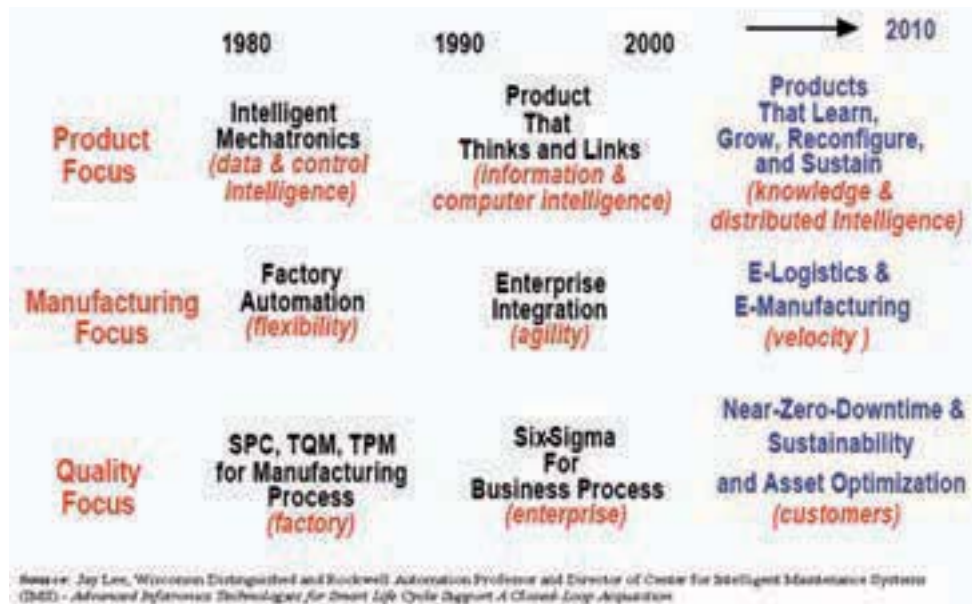 1980 1990 2000 2010
Product
Focus
Intelligent
Mechatronics
(data & control
intelligence)
Product
That
Thinks and Links
(information &
computer intelligence)
Products
That Learn,
Grow, Reconfigure,
and Sustain
(knowledge &
distributed Intelligence)
Manufacturing
Focus
Factory
Automation
(flexibility)
Enterprise
Integration
(agility)
E-Logistics &
E-Manufacturing
(velocity )
Quality
Focus
SPC, TQM, TPM
for Manufacturing
Process
(factory)
Six-Sigma
For
Business Process
(enterprise)
Near-Zero-Downtime &
Sustainability
and Asset Optimization
(customers)
Source: Jay Lee, Wisconsin Distinguished and Rockwell Automation Professor and Director of Center for Intelligent Maintenance Systems
(IMS) - Advanced Infotronics Technologies for Smart Life Cycle Support A Closed-Loop Acquisition